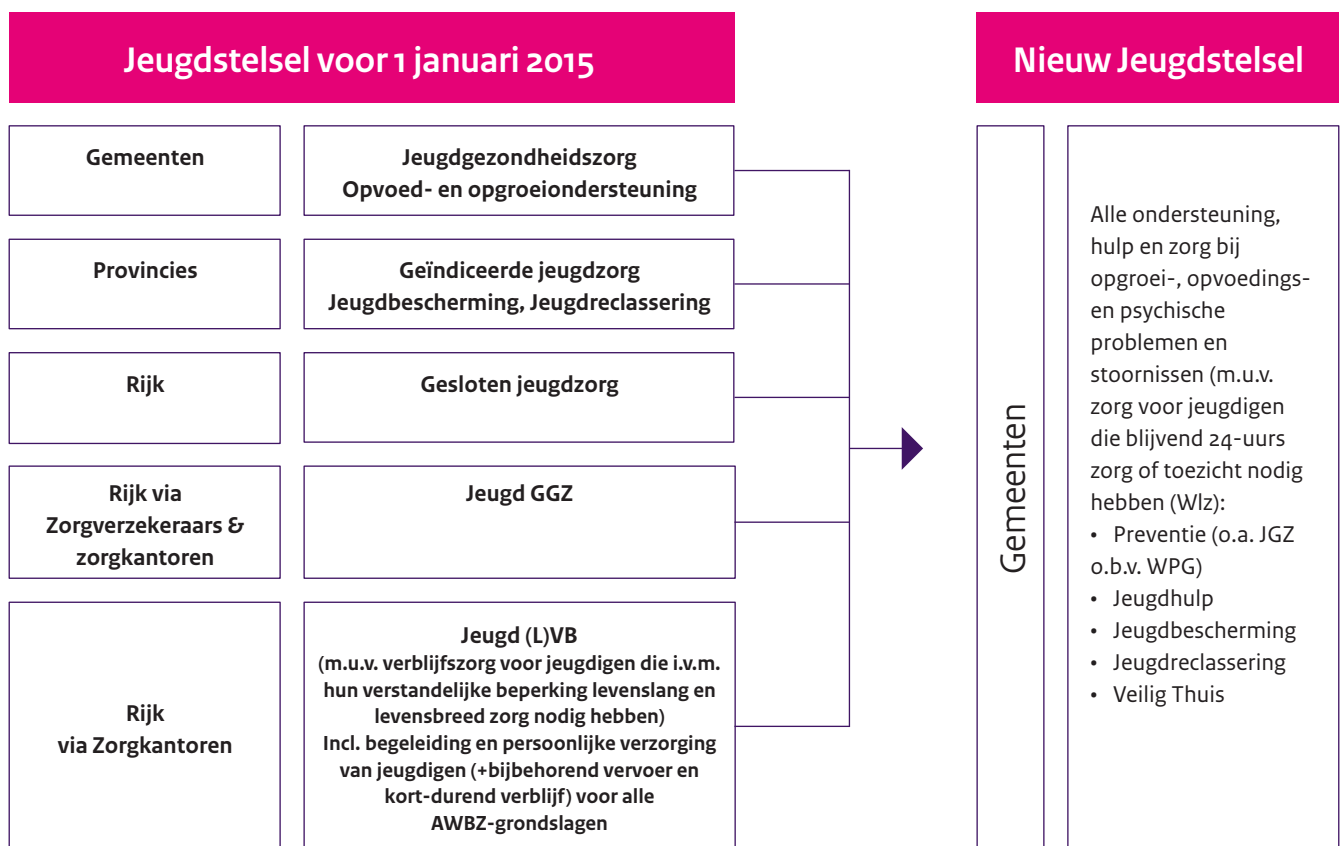 Jeugdstelsel voor 1 januari 2015
Nieuw Jeugdstelsel
Gemeenten
Jeugdgezondheidszorg
Opvoed- en opgroeiondersteuning
Provincies
Geïndiceerde jeugdzorg
Jeugdbescherming, Jeugdreclassering
Rijk
Gesloten jeugdzorg
Rijk via
Zorgverzekeraars &
zorgkantoren
Jeugd GGZ
Rijk
via Zorgkantoren
Jeugd (L)VB
(m.u.v. verblijfszorg voor jeugdigen die i.v.m.
hun verstandelijke beperking levenslang en
levensbreed zorg nodig hebben)
Incl. begeleiding en persoonlijke verzorging
van jeugdigen (+bijbehorend vervoer en
kort-durend verblijf) voor alle
AWBZ-grondslagen
Gemeenten
Alle ondersteuning,
hulp en zorg bij
opgroei-, opvoedings-
en psychische
problemen en
stoornissen (m.u.v.
zorg voor jeugdigen
die blijvend 24-uurs
zorg of toezicht nodig
hebben (Wlz):
• Preventie (o.a. JGZ
o.b.v. WPG)
• Jeugdhulp
• Jeugdbescherming
• Jeugdreclassering
• Veilig Thuis